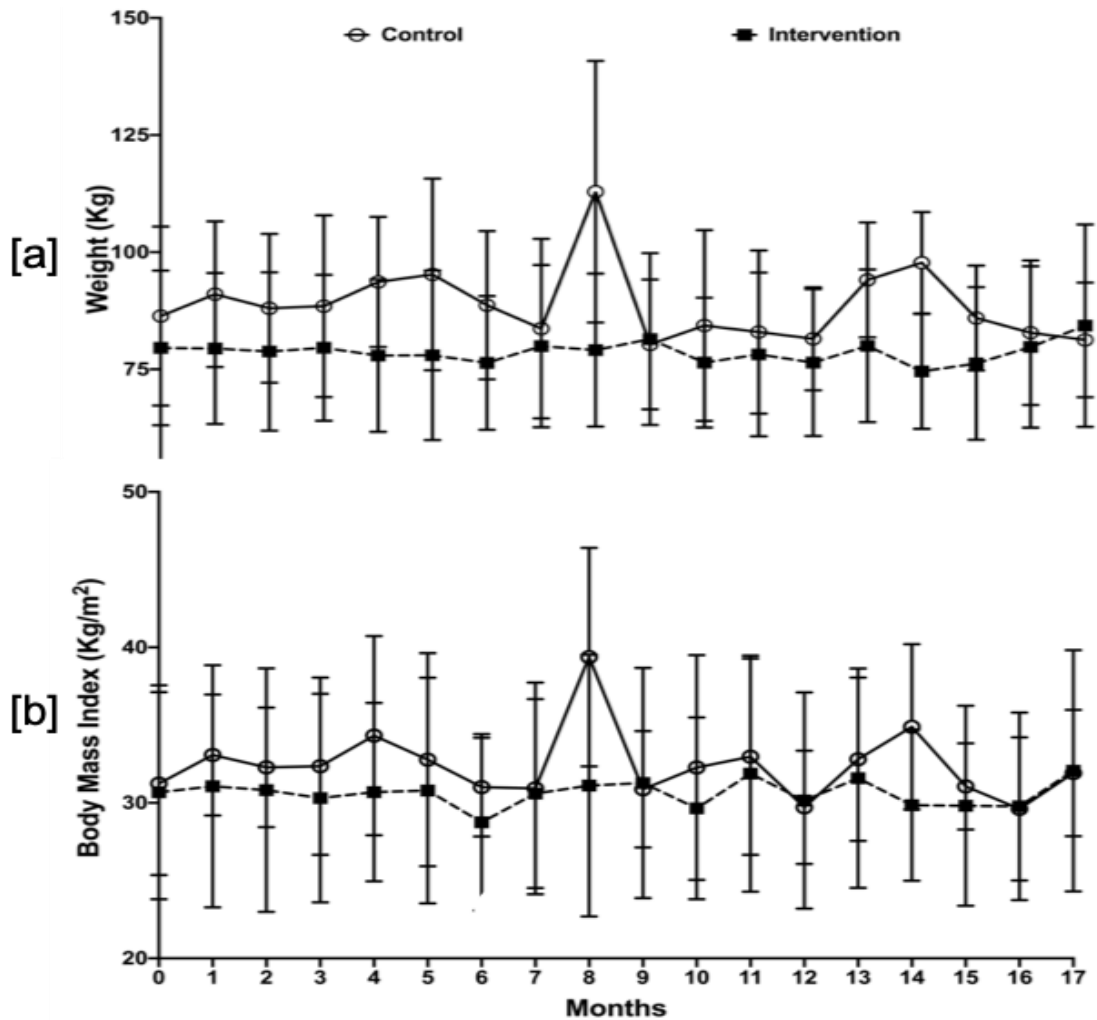 150
Control
Intervention
125
100
75
Weight (Kg)
[a]
50
40
30
20
Body Mass Index (Kg/m²)
[b]
0 1 2 3 4 5 6 7 8 9 10 11 12 13 14 15 16 17
Months